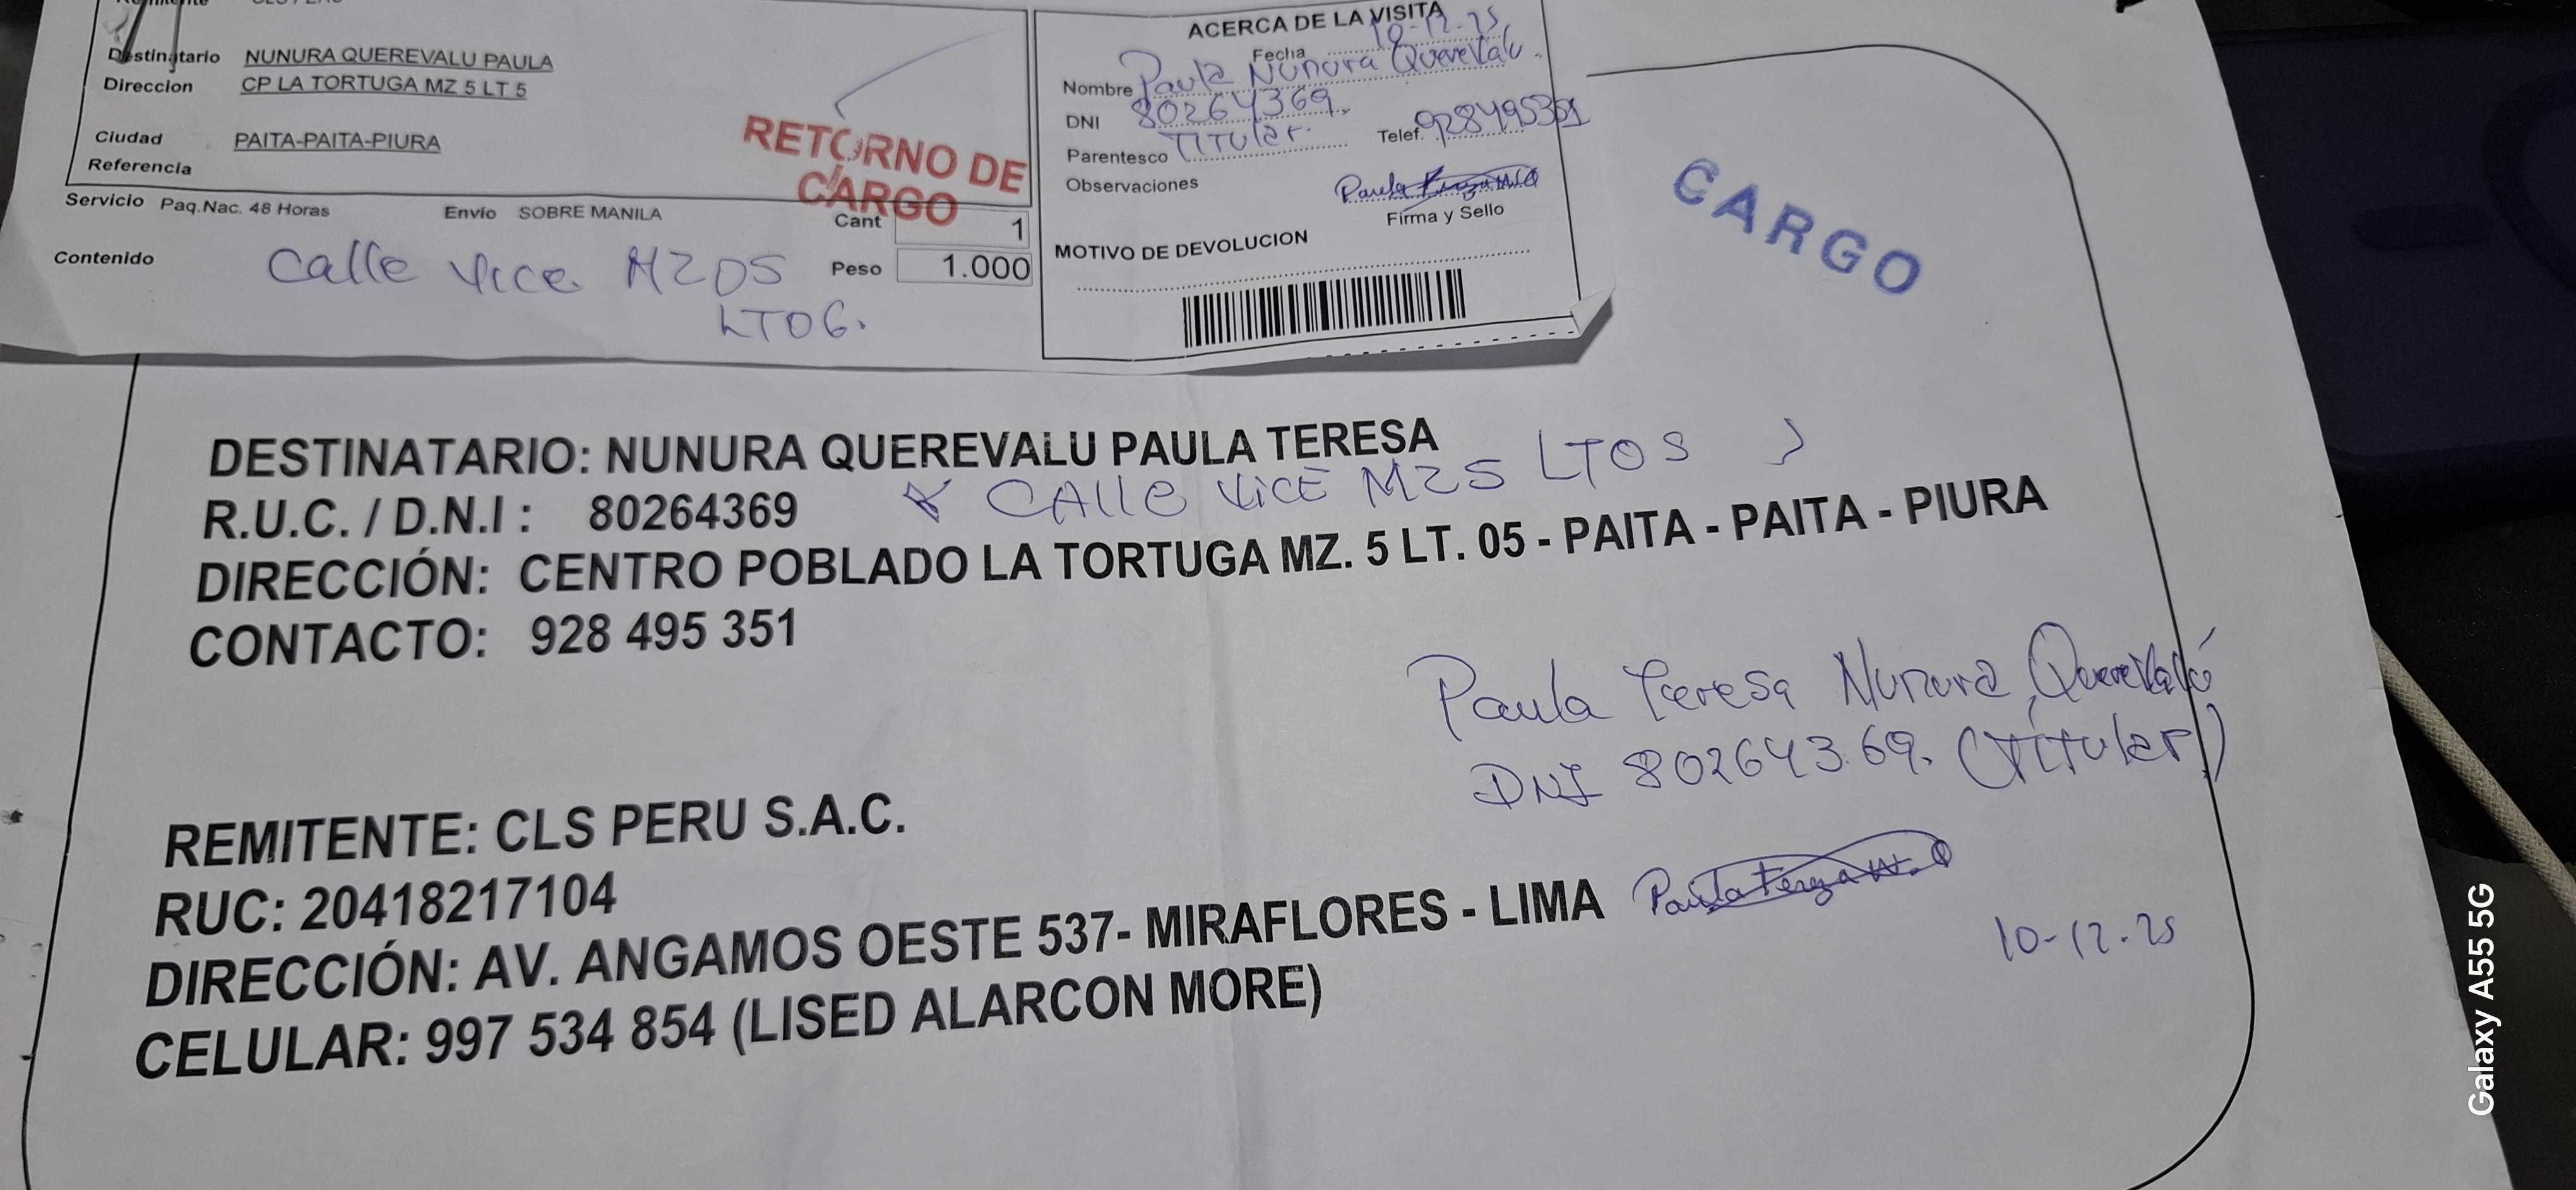 Destinatario NUNURA QUEREVALU PAULA
Direccion CP LA TORTUGA MZ 5 LT 5
Ciudad PAITA-PAITA-PIURA
Referencia
RETORNO DE
CARGO
Servicio Paq.Nac. 48 Horas Envío SOBRE MANILA Cant 1
Contenido Calle Vice MZ05 Peso 1.000
LT06.
ACERCA DE LA VISITA
Fecha 10-12-25
Nombre Paula Nunura Querevalu.
DNI 80264369.
Telef. 928495351
Parentesco Titular.
Observaciones
Firma y Sello
MOTIVO DE DEVOLUCION
CARGO
DESTINATARIO: NUNURA QUEREVALU PAULA TERESA
CALLE VICE MZ5 LT05
R.U.C. / D.N.I : 80264369
DIRECCIÓN: CENTRO POBLADO LA TORTUGA MZ. 5 LT. 05 - PAITA - PAITA - PIURA
CONTACTO: 928 495 351
Paula Teresa Nunura Querevalú
DNI 80264369. (Titular)
REMITENTE: CLS PERU S.A.C.
RUC: 20418217104
DIRECCIÓN: AV. ANGAMOS OESTE 537- MIRAFLORES - LIMA
10-12-25
CELULAR: 997 534 854 (LISED ALARCON MORE)
Galaxy A55 5G